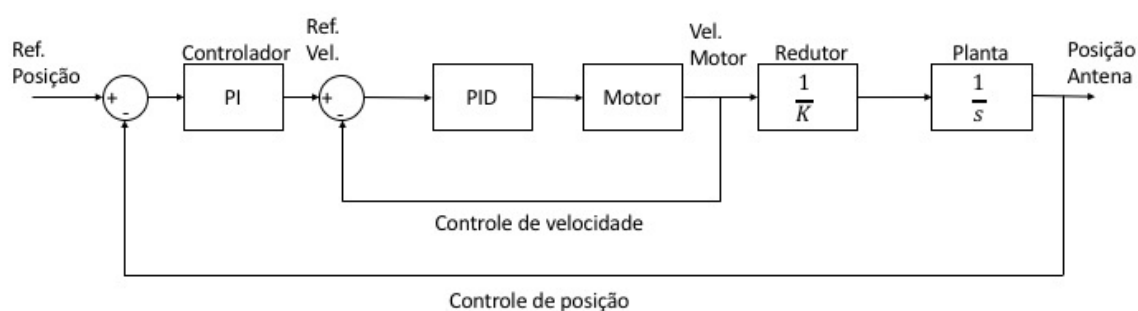 Ref.
Posição
+
-
Controlador
PI
Ref.
Vel.
+
-
PID
Motor
Vel.
Motor
Redutor
1
K
Planta
1
s
Posição
Antena
Controle de velocidade
Controle de posição